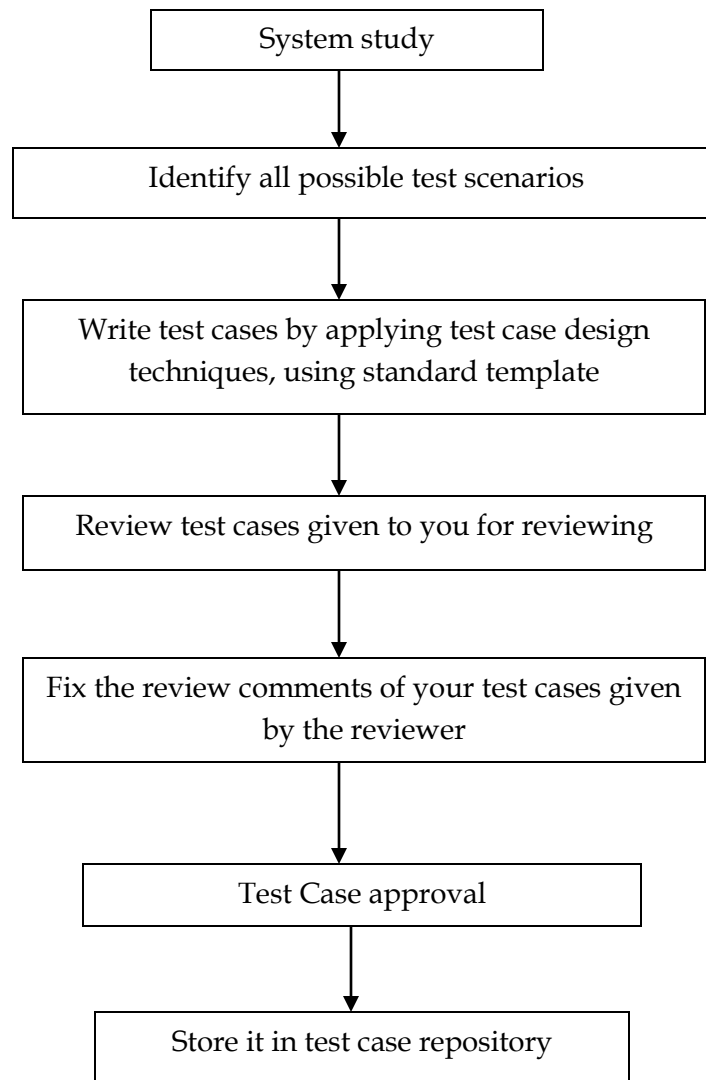 System study
Identify all possible test scenarios
Write test cases by applying test case design
techniques, using standard template
Review test cases given to you for reviewing
Fix the review comments of your test cases given
by the reviewer
Test Case approval
Store it in test case repository